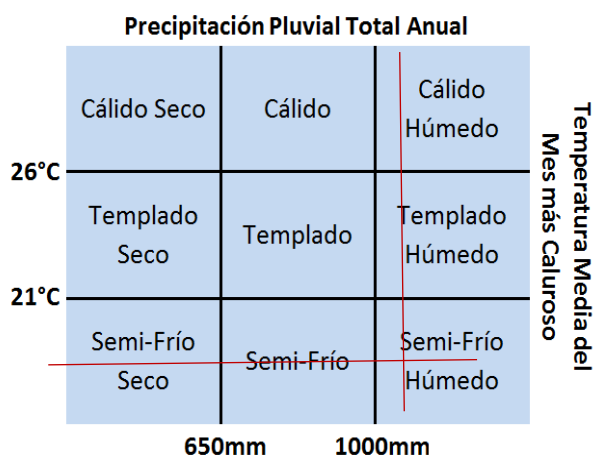 Precipitación Pluvial Total Anual
Cálido Seco
Cálido
Cálido
Húmedo
26°C
Templado
Seco
Templado
Templado
Húmedo
21°C
Semi-Frío
Seco
Semi-Frío
Semi-Frío
Húmedo
650mm
1000mm
Temperatura Media del
Mes más Caluroso